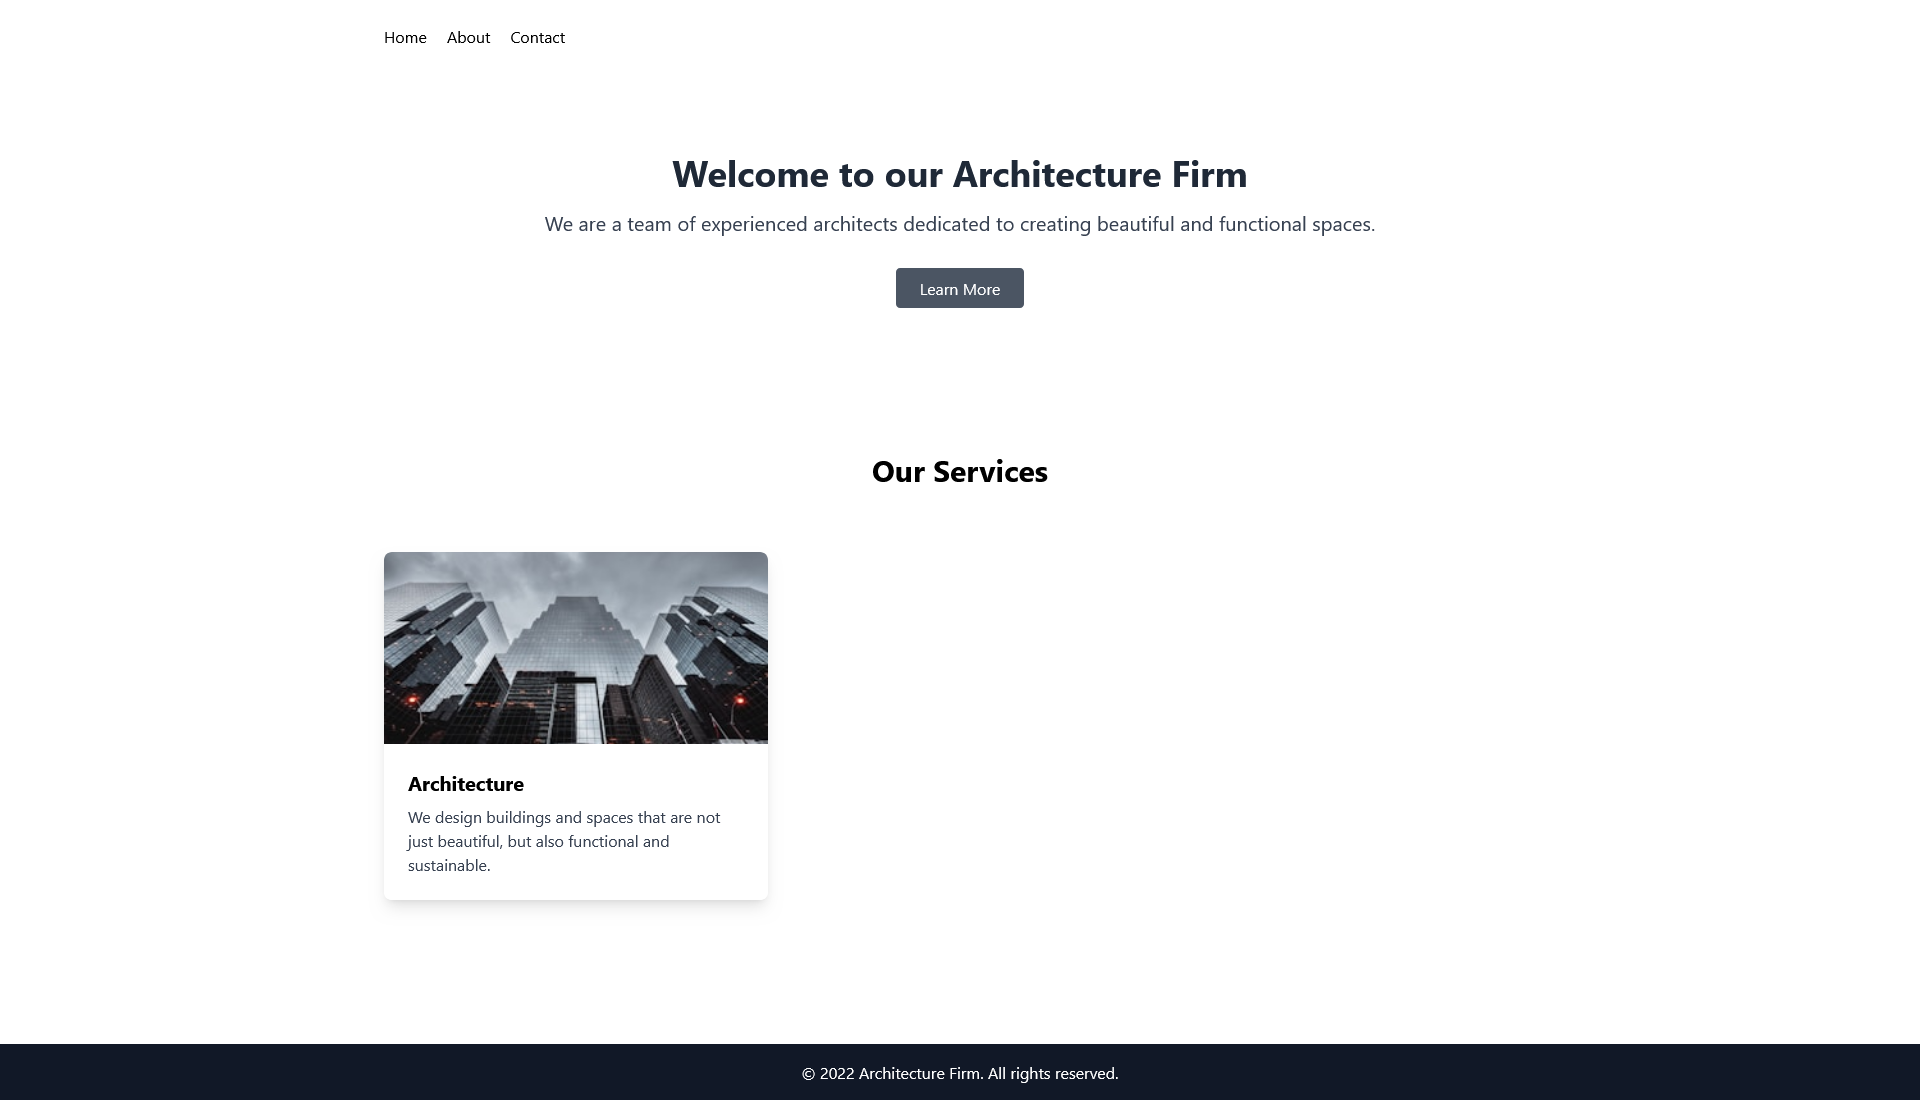 Home About Contact
Welcome to our Architecture Firm
We are a team of experienced architects dedicated to creating beautiful and functional spaces.
Learn More
Our Services
Architecture
We design buildings and spaces that are not
just beautiful, but also functional and
sustainable.
© 2022 Architecture Firm. All rights reserved.